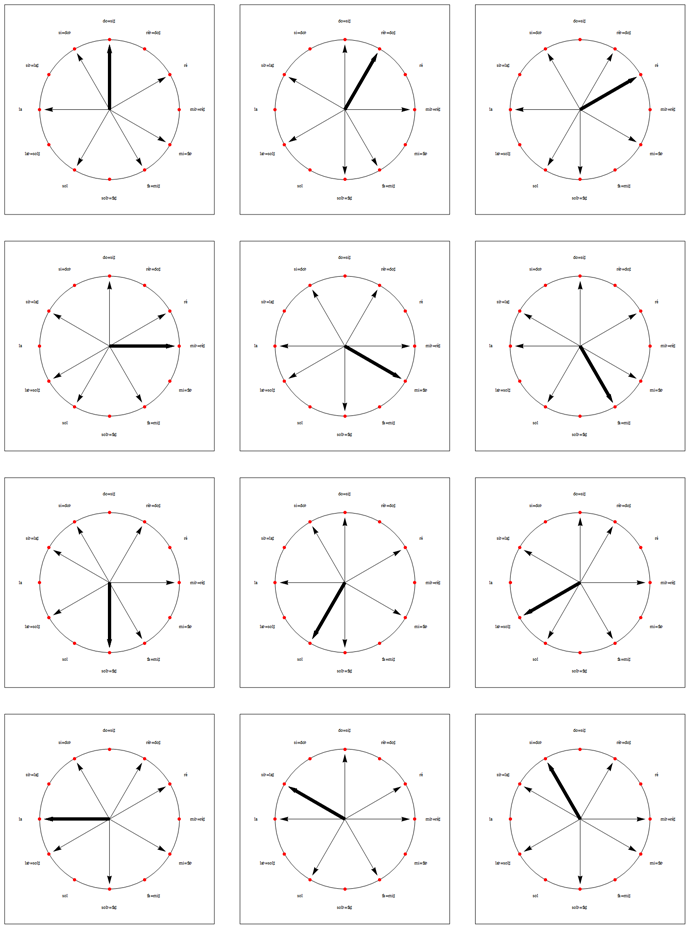 do=si♯
si=do♭ ré♭=do♯
si♭=la♯ ré
la mi♭=ré♯
la♭=sol♯ mi=fa♭
sol fa=mi♯
sol♭=fa♯
do=si♯
si=do♭ ré♭=do♯
si♭=la♯ ré
la mi♭=ré♯
la♭=sol♯ mi=fa♭
sol fa=mi♯
sol♭=fa♯
do=si♯
si=do♭ ré♭=do♯
si♭=la♯ ré
la mi♭=ré♯
la♭=sol♯ mi=fa♭
sol fa=mi♯
sol♭=fa♯
do=si♯
si=do♭ ré♭=do♯
si♭=la♯ ré
la mi♭=ré♯
la♭=sol♯ mi=fa♭
sol fa=mi♯
sol♭=fa♯
do=si♯
si=do♭ ré♭=do♯
si♭=la♯ ré
la mi♭=ré♯
la♭=sol♯ mi=fa♭
sol fa=mi♯
sol♭=fa♯
do=si♯
si=do♭ ré♭=do♯
si♭=la♯ ré
la mi♭=ré♯
la♭=sol♯ mi=fa♭
sol fa=mi♯
sol♭=fa♯
do=si♯
si=do♭ ré♭=do♯
si♭=la♯ ré
la mi♭=ré♯
la♭=sol♯ mi=fa♭
sol fa=mi♯
sol♭=fa♯
do=si♯
si=do♭ ré♭=do♯
si♭=la♯ ré
la mi♭=ré♯
la♭=sol♯ mi=fa♭
sol fa=mi♯
sol♭=fa♯
do=si♯
si=do♭ ré♭=do♯
si♭=la♯ ré
la mi♭=ré♯
la♭=sol♯ mi=fa♭
sol fa=mi♯
sol♭=fa♯
do=si♯
si=do♭ ré♭=do♯
si♭=la♯ ré
la mi♭=ré♯
la♭=sol♯ mi=fa♭
sol fa=mi♯
sol♭=fa♯
do=si♯
si=do♭ ré♭=do♯
si♭=la♯ ré
la mi♭=ré♯
la♭=sol♯ mi=fa♭
sol fa=mi♯
sol♭=fa♯
do=si♯
si=do♭ ré♭=do♯
si♭=la♯ ré
la mi♭=ré♯
la♭=sol♯ mi=fa♭
sol fa=mi♯
sol♭=fa♯